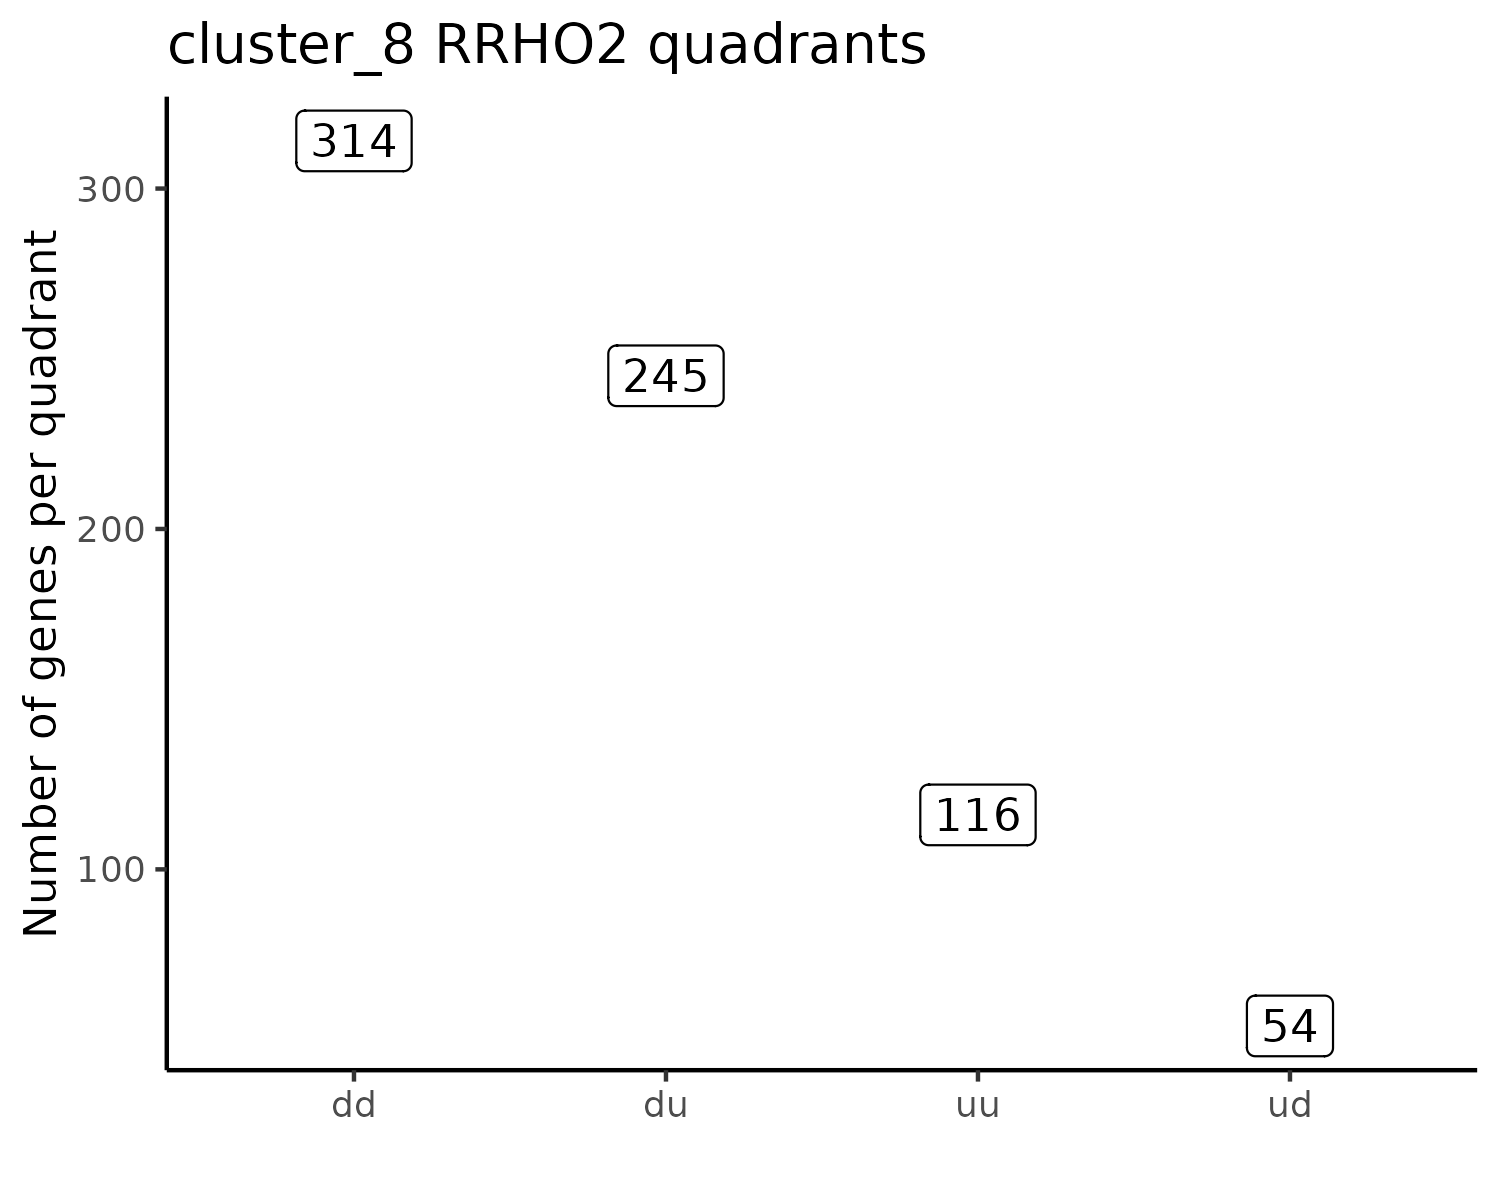 cluster_8 RRHO2 quadrants
Number of genes per quadrant
300
200
100
314
245
116
54
dd
du
uu
ud